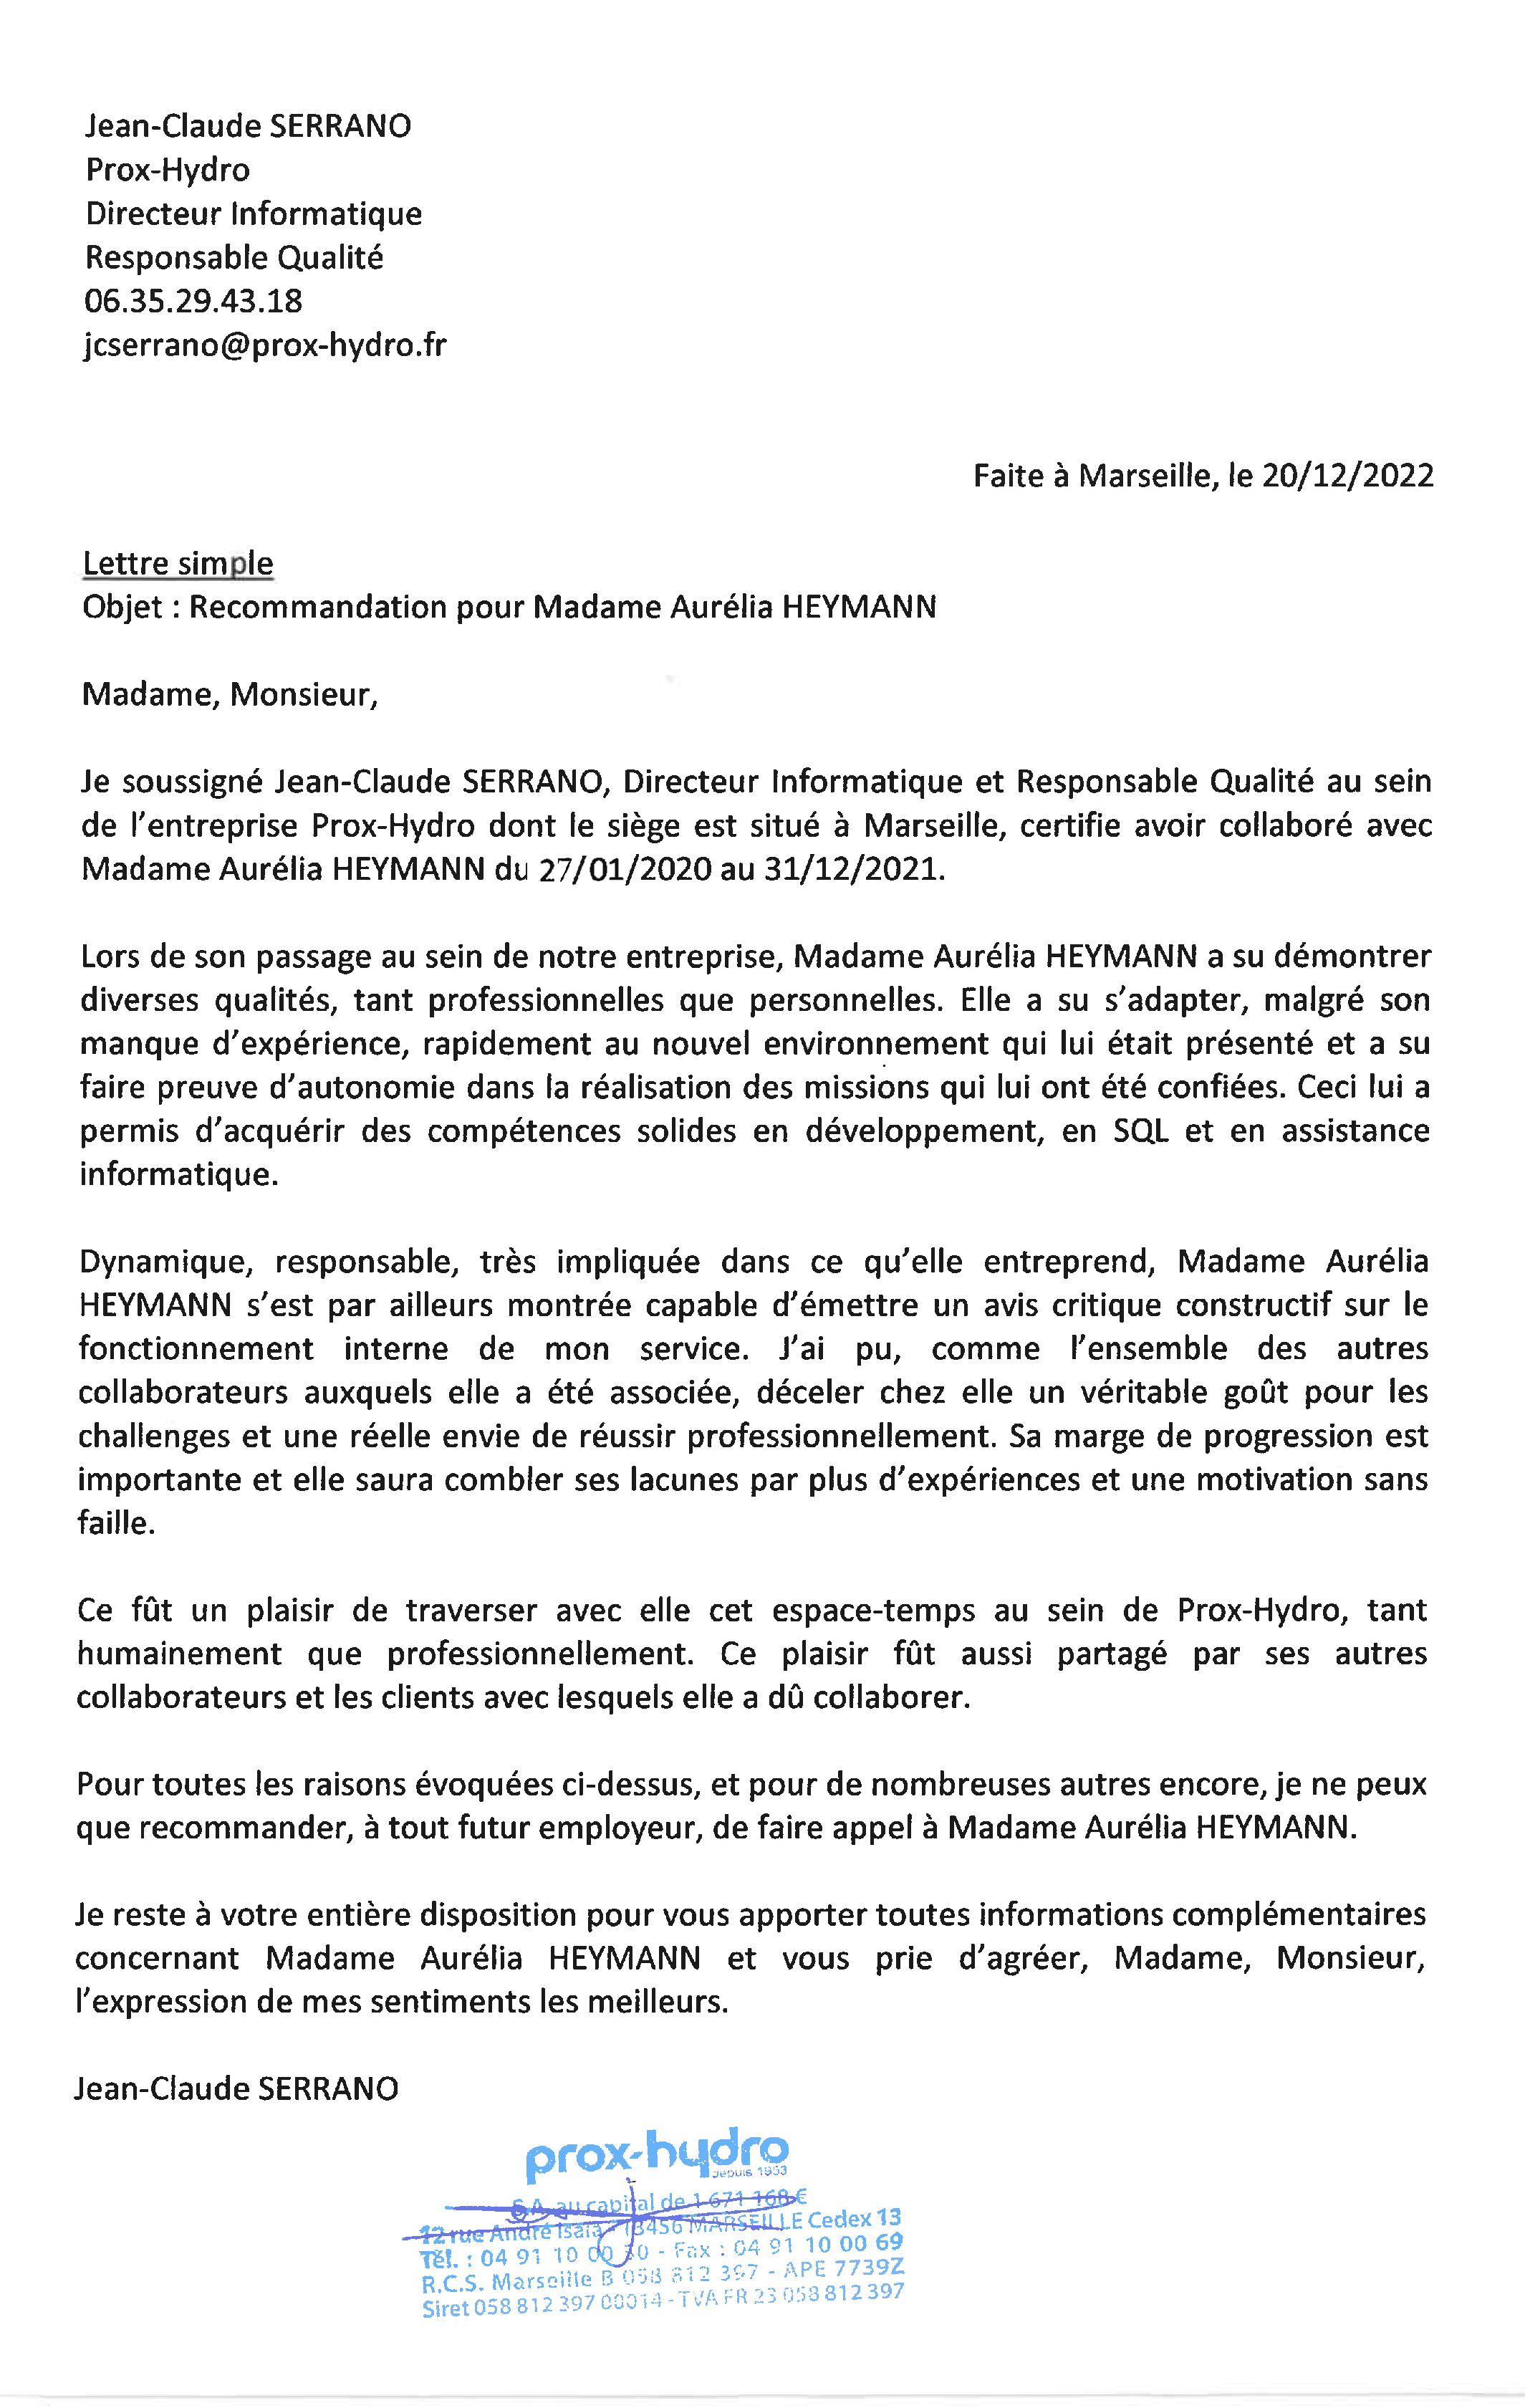 Jean-Claude SERRANO
Prox-Hydro
Directeur Informatique
Responsable Qualité
06.35.29.43.18
jcserrano@prox-hydro.fr
Faite à Marseille, le 20/12/2022
Lettre simple
Objet : Recommandation pour Madame Aurélia HEYMANN
Madame, Monsieur,
Je soussigné Jean-Claude SERRANO, Directeur Informatique et Responsable Qualité au sein
de l'entreprise Prox-Hydro dont le siège est situé à Marseille, certifie avoir collaboré avec
Madame Aurélia HEYMANN du 27/01/2020 au 31/12/2021.
Lors de son passage au sein de notre entreprise, Madame Aurélia HEYMANN a su démontrer
diverses qualités, tant professionnelles que personnelles. Elle a su s'adapter, malgré son
manque d'expérience, rapidement au nouvel environnement qui lui était présenté et a su
faire preuve d'autonomie dans la réalisation des missions qui lui ont été confiées. Ceci lui a
permis d'acquérir des compétences solides en développement, en SQL et en assistance
informatique.
Dynamique, responsable, très impliquée dans ce qu'elle entreprend, Madame Aurélia
HEYMANN s'est par ailleurs montrée capable d'émettre un avis critique constructif sur le
fonctionnement interne de mon service. J'ai pu, comme l'ensemble des autres
collaborateurs auxquels elle a été associée, déceler chez elle un véritable goût pour les
challenges et une réelle envie de réussir professionnellement. Sa marge de progression est
importante et elle saura combler ses lacunes par plus d'expériences et une motivation sans
faille.
Ce fût un plaisir de traverser avec elle cet espace-temps au sein de Prox-Hydro, tant
humainement que professionnellement. Ce plaisir fût aussi partagé par ses autres
collaborateurs et les clients avec lesquels elle a dû collaborer.
Pour toutes les raisons évoquées ci-dessus, et pour de nombreuses autres encore, je ne peux
que recommander, à tout futur employeur, de faire appel à Madame Aurélia HEYMANN.
Je reste à votre entière disposition pour vous apporter toutes informations complémentaires
concernant Madame Aurélia HEYMANN et vous prie d'agréer, Madame, Monsieur,
l'expression de mes sentiments les meilleurs.
Jean-Claude SERRANO
prox-hydro
depuis 1953
S.A. au capital de 1 671 168 €
12 rue André Isaïa - 13456 MARSEILLE Cedex 13
Tél. : 04 91 10 00 - Fax : 04 91 10 00 69
R.C.S. Marseille B 058 812 397 - APE 7739Z
Siret 058 812 397 00014 - TVA FR 23 058 812 397